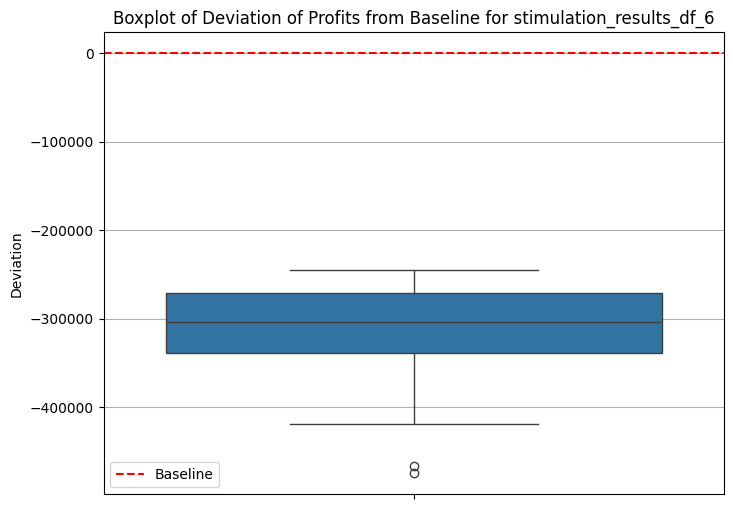 Boxplot of Deviation of Profits from Baseline for stimulation_results_df_6
0
−100000
−200000
−300000
−400000
Deviation
Baseline